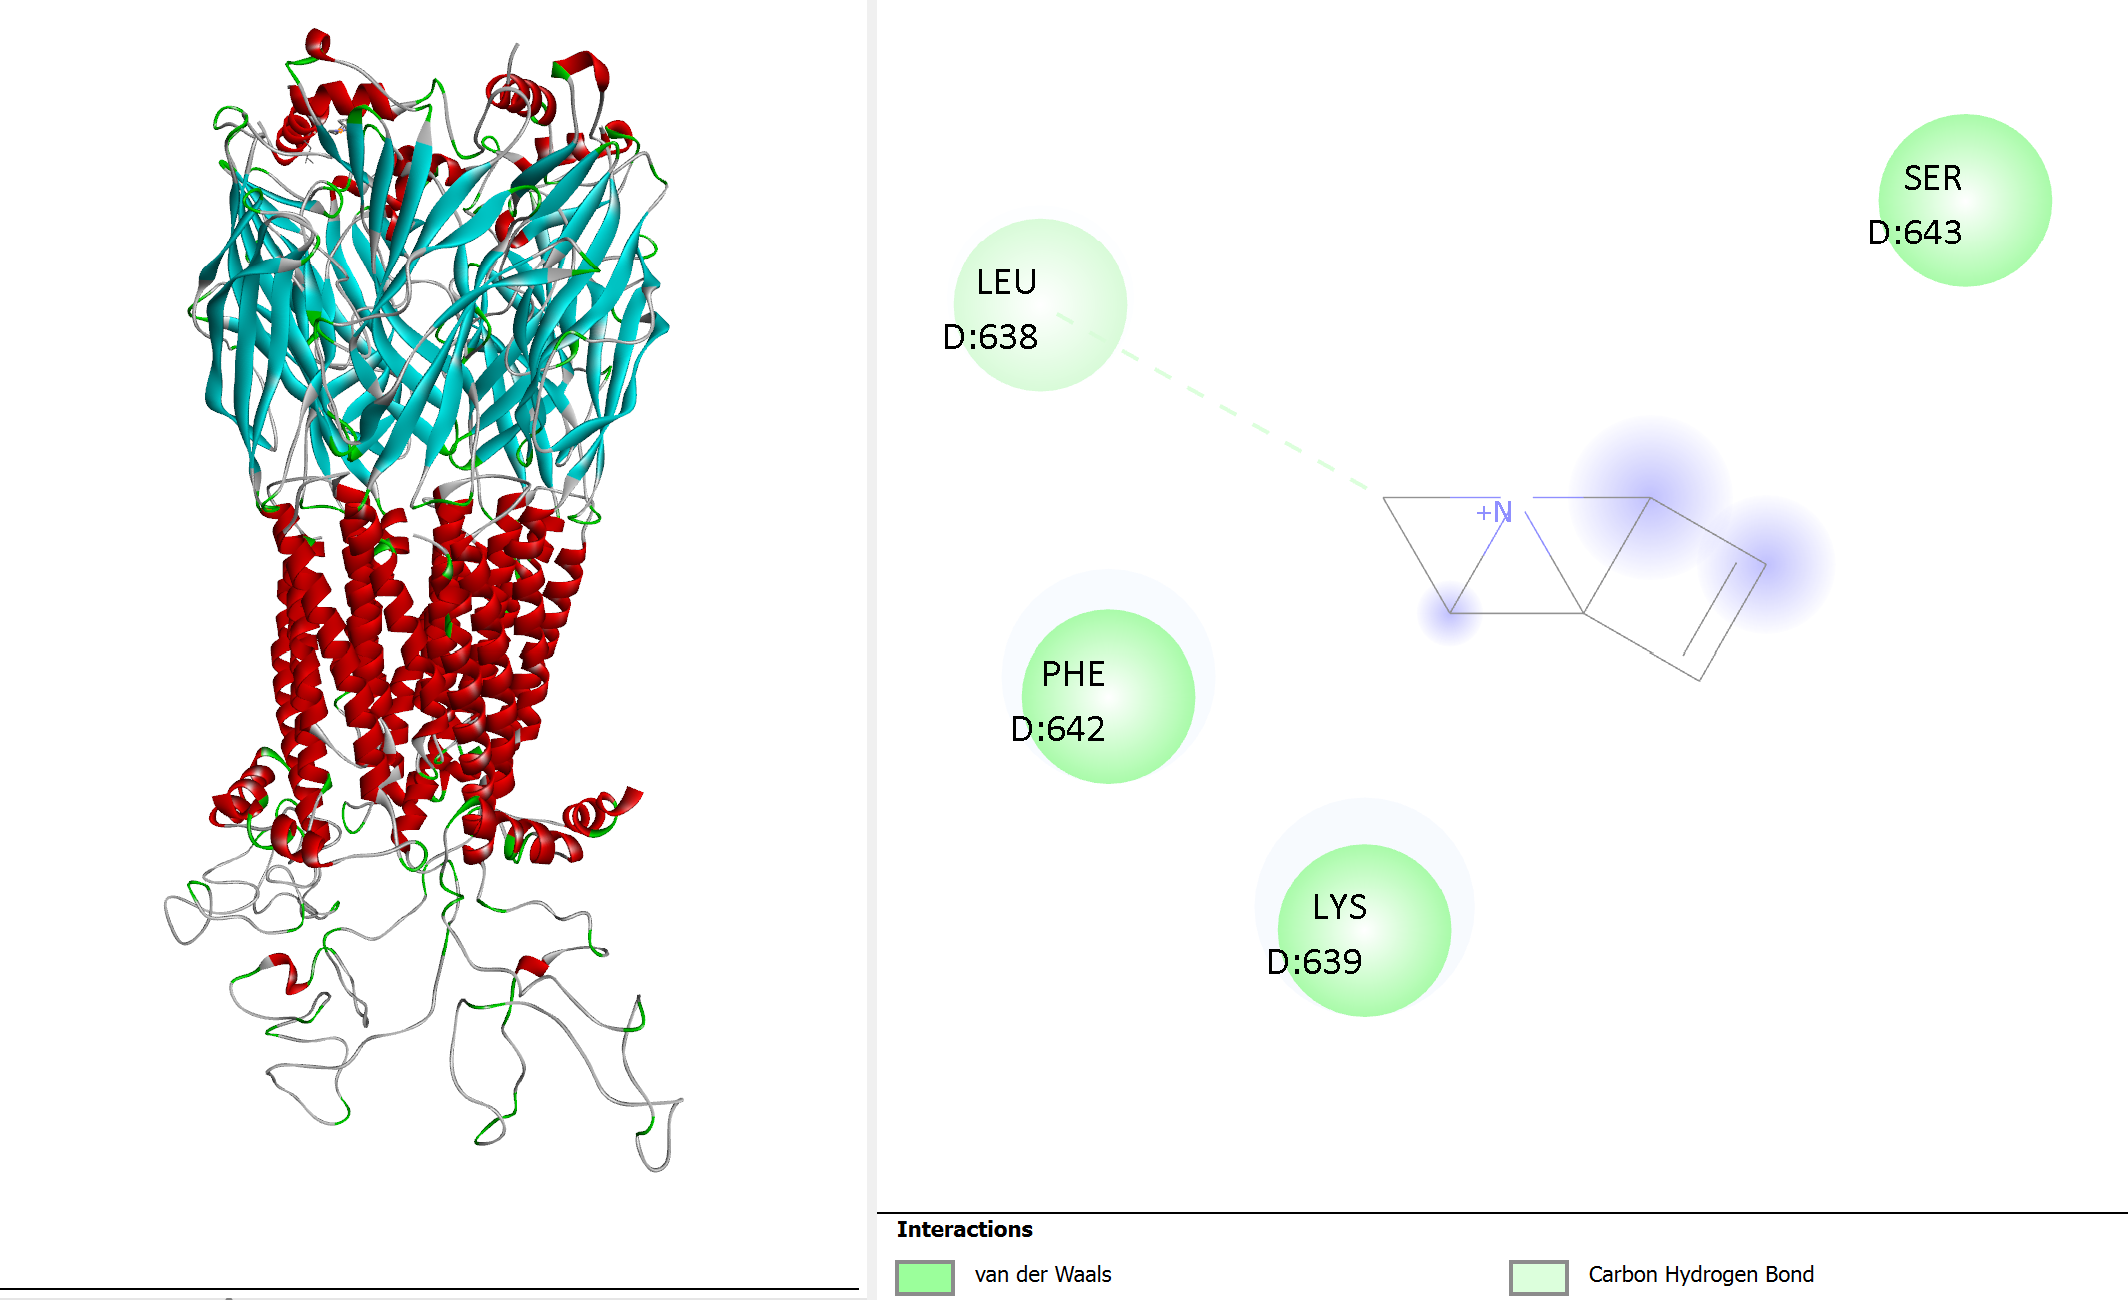 SER
D:643
LEU
D:638
+N
PHE
D:642
LYS
D:639
Interactions
van der Waals
Carbon Hydrogen Bond